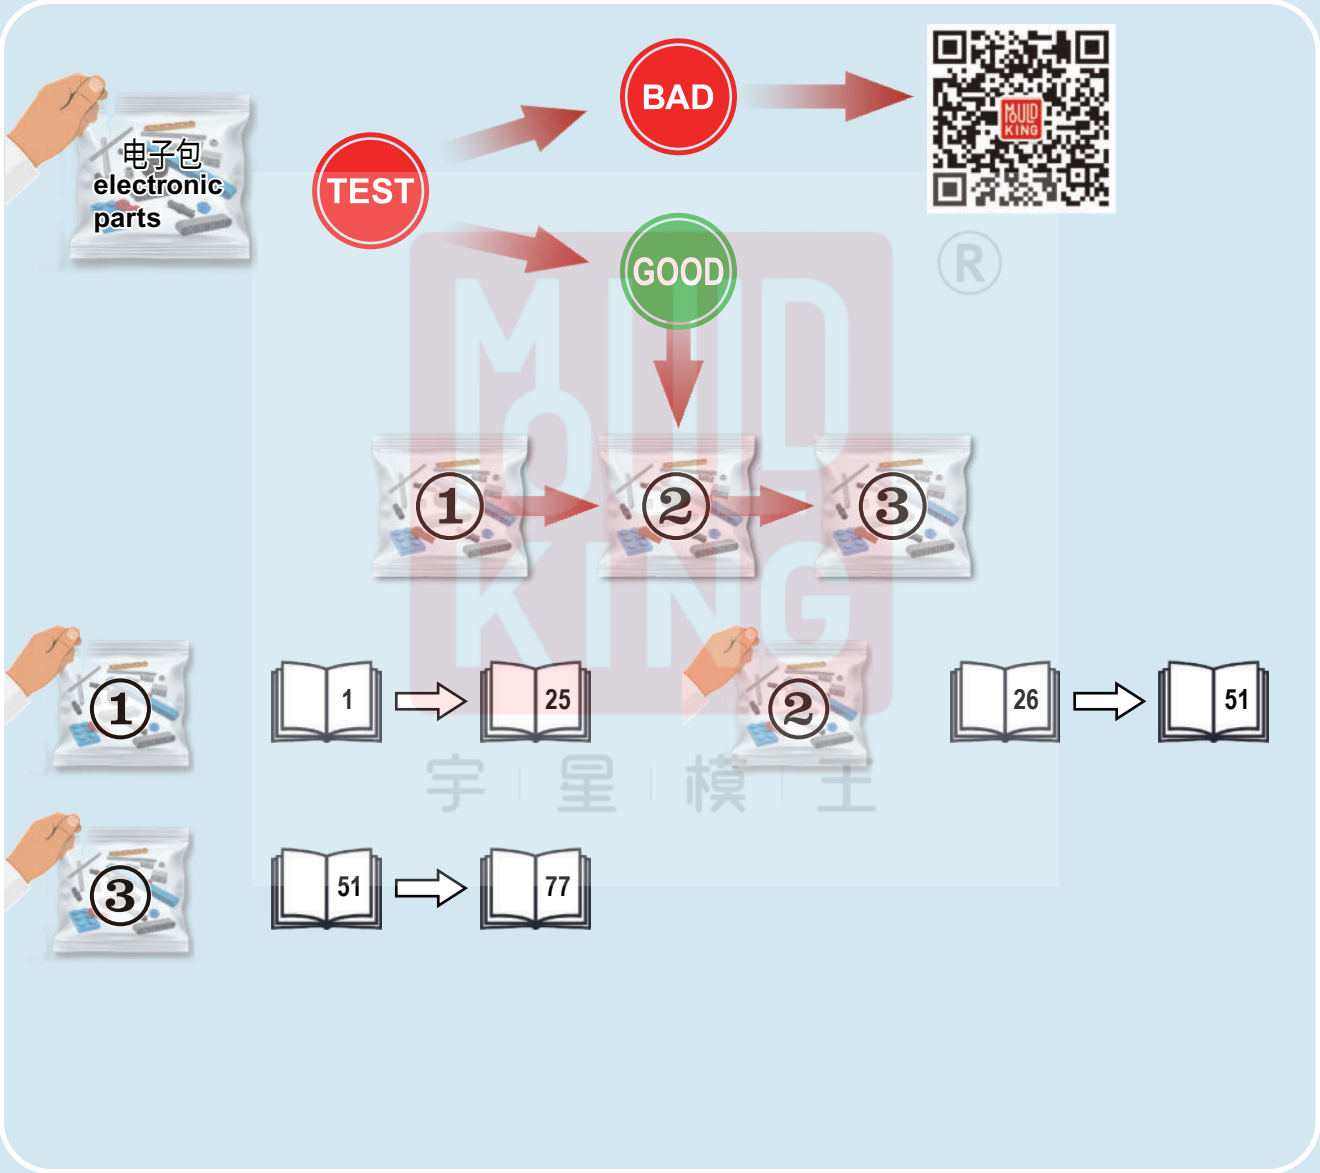 电子包
electronic
parts
TEST
BAD
MOULD
KING
GOOD
®
MOULD
KING
1
2
3
1
1
25
2
26
51
宇星模王
3
51
77